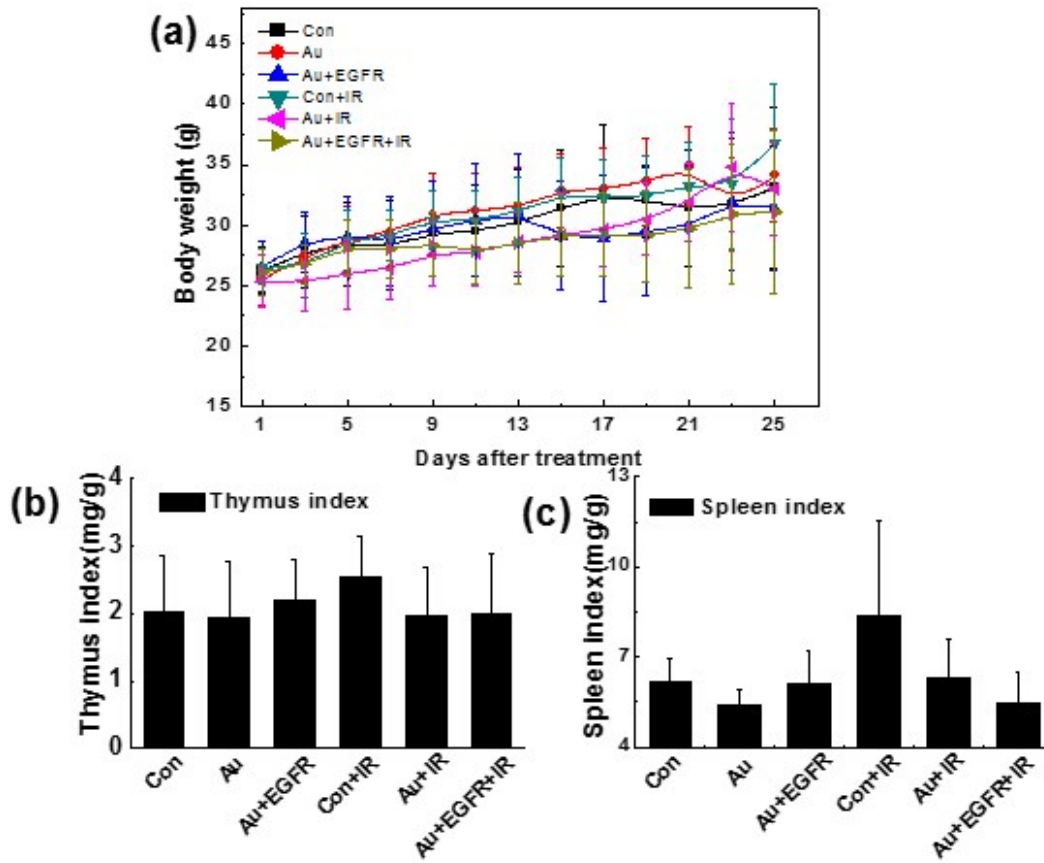 (a)
Con
Au
Au+EGFR
Con+IR
Au+IR
Au+EGFR+IR
Body weight (g)
45
40
35
30
25
20
15
1 5 9 13 17 21 25
Days after treatment
(b)
Thymus index
Thymus Index(mg/g)
4
3
2
1
0
Con Au Au+EGFR Con+IR Au+IR Au+EGFR+IR
(c)
Spleen index
Spleen Index(mg/g)
13
10
7
4
Con Au Au+EGFR Con+IR Au+IR Au+EGFR+IR